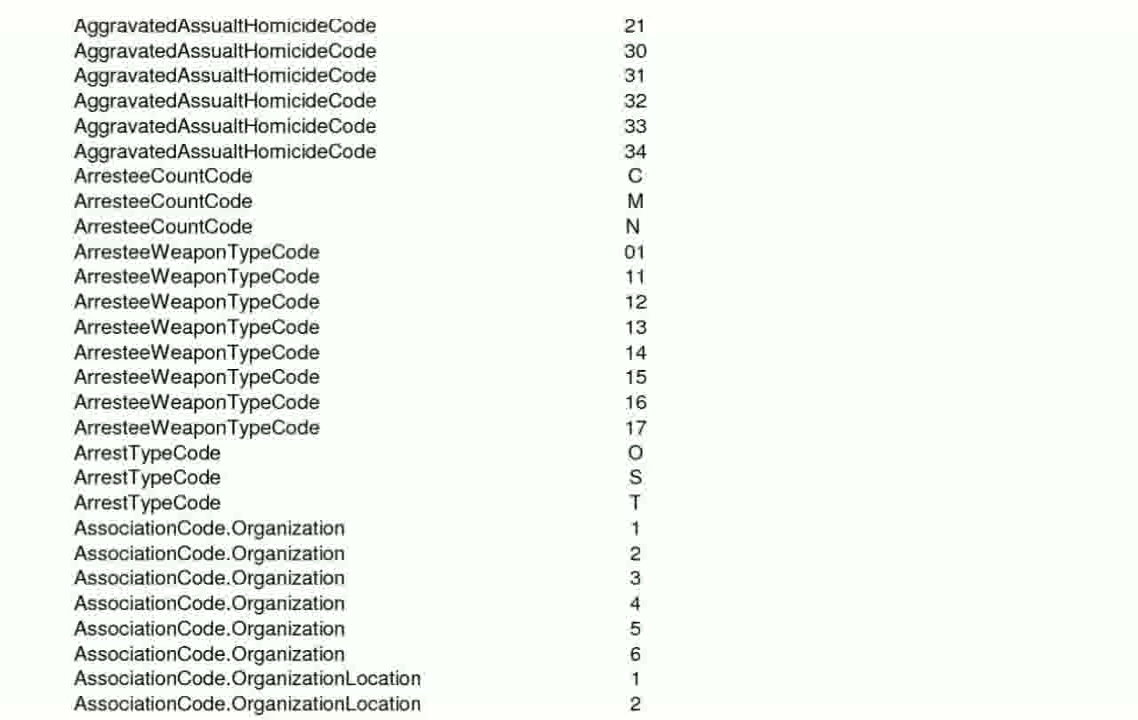 AggravatedAssualtHomicideCode 21
AggravatedAssualtHomicideCode 30
AggravatedAssualtHomicideCode 31
AggravatedAssualtHomicideCode 32
AggravatedAssualtHomicideCode 33
AggravatedAssualtHomicideCode 34
ArresteeCountCode C
ArresteeCountCode M
ArresteeCountCode N
ArresteeWeaponTypeCode 01
ArresteeWeaponTypeCode 11
ArresteeWeaponTypeCode 12
ArresteeWeaponTypeCode 13
ArresteeWeaponTypeCode 14
ArresteeWeaponTypeCode 15
ArresteeWeaponTypeCode 16
ArresteeWeaponTypeCode 17
ArrestTypeCode O
ArrestTypeCode S
ArrestTypeCode T
AssociationCode.Organization 1
AssociationCode.Organization 2
AssociationCode.Organization 3
AssociationCode.Organization 4
AssociationCode.Organization 5
AssociationCode.Organization 6
AssociationCode.OrganizationLocation 1
AssociationCode.OrganizationLocation 2